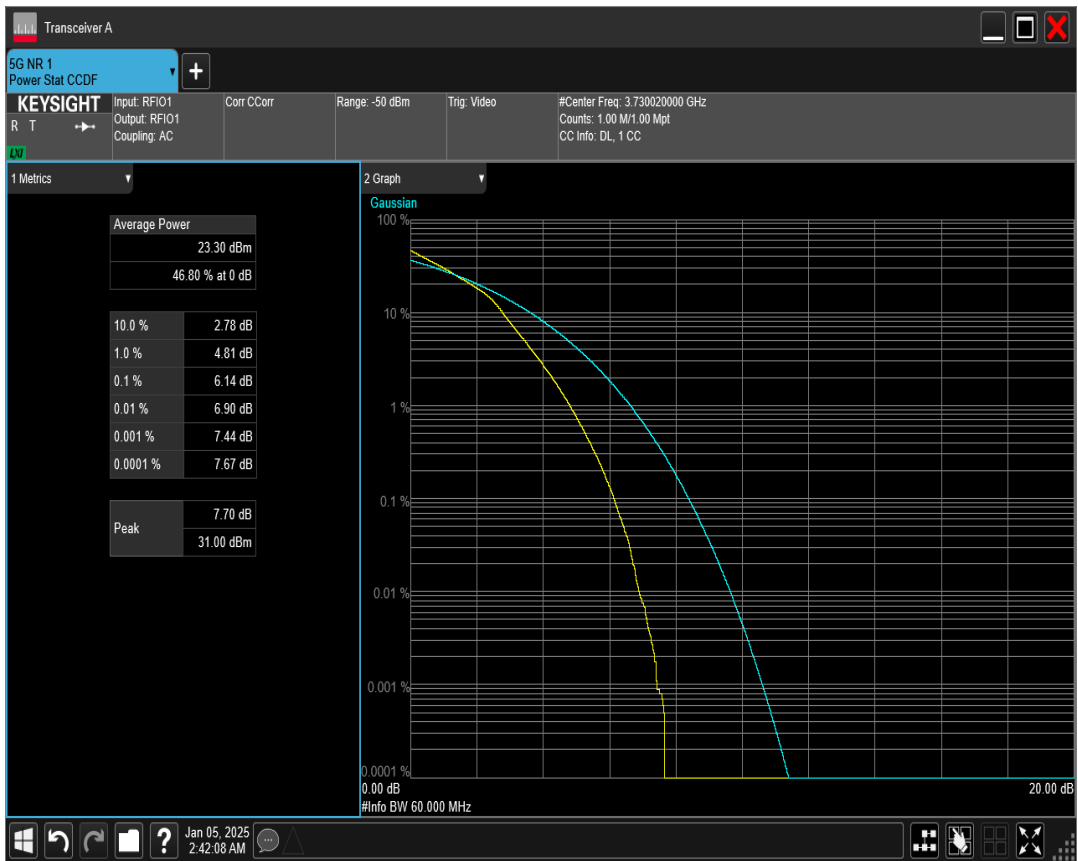 Transceiver A
5G NR 1
Power Stat CCDF
+
KEYSIGHT
R T
LXI
Input: RFIO1
Output: RFIO1
Coupling: AC
Corr CCorr
Range: -50 dBm
Trig: Video
#Center Freq: 3.730020000 GHz
Counts: 1.00 M/1.00 Mpt
CC Info: DL, 1 CC
1 Metrics
Average Power
23.30 dBm
46.80 % at 0 dB
10.0 % 2.78 dB
1.0 % 4.81 dB
0.1 % 6.14 dB
0.01 % 6.90 dB
0.001 % 7.44 dB
0.0001 % 7.67 dB
Peak
7.70 dB
31.00 dBm
2 Graph
Gaussian
100 %
10 %
1 %
0.1 %
0.01 %
0.001 %
0.0001 %
0.00 dB
20.00 dB
#Info BW 60.000 MHz
?
Jan 05, 2025
2:42:08 AM